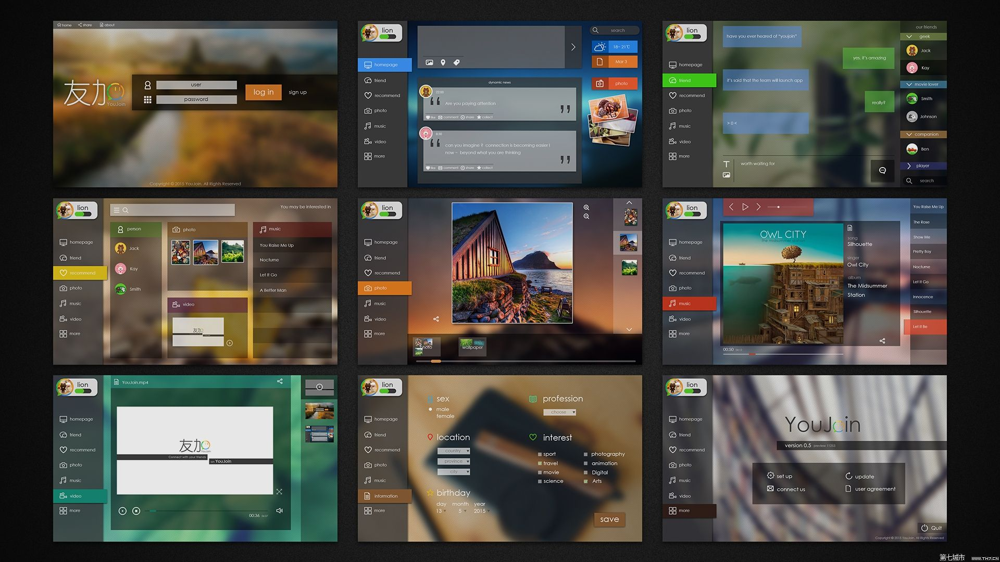 home share about
友加
YouJoin
user
password
log in
sign up
Copyright © 2015 YouJoin. All Rights Reserved
lion
homepage
friend
recommend
photo
music
video
more
dynamic news
22:00
Are you paying attention
like comment share collect
8:30
can you imagine ? connection is becoming easier !
now ~ beyond what you are thinking
like comment share collect
search
18~ 21℃
Mar 3
photo
lion
homepage
friend
recommend
photo
music
video
more
have you ever heared of “youjoin”
yes, it's amazing
it's said that the team will launch app
really?
> 0 <
T
worth waiting for
our friends
geek
Jack
Kay
movie lover
Smith
Johnson
companion
Ben
player
search
lion
homepage
friend
recommend
photo
music
video
more
You may be interested in
person
Jack
Kay
Smith
photo
video
友加
music
You Raise Me Up
Nocturne
Let It Go
A Better Man
lion
homepage
friend
recommend
photo
music
video
more
photo
wallpaper
lion
homepage
friend
recommend
photo
music
video
more
OWL CITY
the midsummer station
song
Silhouette
singer
Owl City
album
The Midsummer
Station
00:50 04:12
You Raise Me Up
The Rose
Show Me
Pretty Boy
Nocturne
Let It Go
Innocence
Silhouette
Let It Be
lion
homepage
friend
recommend
photo
music
video
more
YouJoin.mp4
友加
YouJoin
Connect with your friends
on YouJoin
00:36 06:07
lion
homepage
friend
recommend
photo
music
information
more
sex
male
female
profession
choose
location
country
province
city
interest
sport
travel
movie
science
photography
animation
Digital
Arts
birthday
day month year
13 5 2015
save
lion
homepage
friend
recommend
photo
music
video
more
YouJoin
version 0.5 preview 11253
set up
update
connect us
user agreement
Quit
Copyright © 2015 YouJoin. All Rights Reserved
第七城市 www.TH7.CN